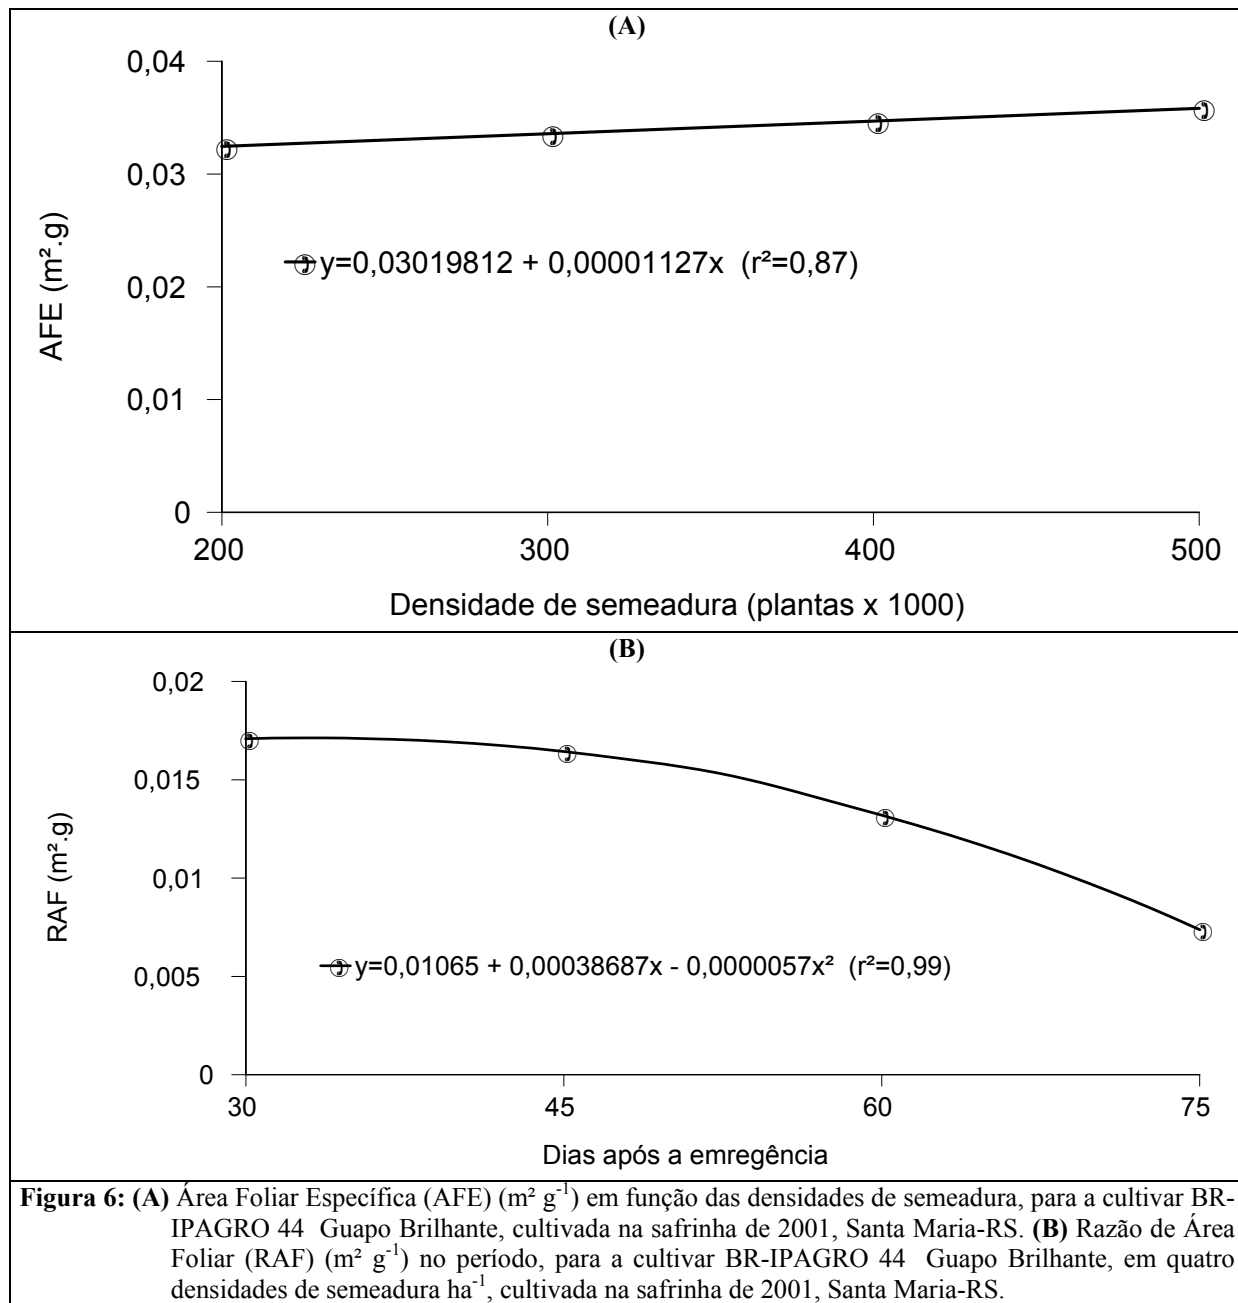 (A)
0,04
0,03
0,02
0,01
0
AFE (m².g)
y=0,03019812 + 0,00001127x (r²=0,87)
200 300 400 500
Densidade de semeadura (plantas x 1000)
(B)
0,02
0,015
0,01
0,005
0
RAF (m².g)
y=0,01065 + 0,00038687x - 0,0000057x² (r²=0,99)
30 45 60 75
Dias após a emregência
Figura 6: (A) Área Foliar Específica (AFE) (m² g⁻¹) em função das densidades de semeadura, para a cultivar BR-
IPAGRO 44 Guapo Brilhante, cultivada na safrinha de 2001, Santa Maria-RS. (B) Razão de Área
Foliar (RAF) (m² g⁻¹) no período, para a cultivar BR-IPAGRO 44 Guapo Brilhante, em quatro
densidades de semeadura ha⁻¹, cultivada na safrinha de 2001, Santa Maria-RS.